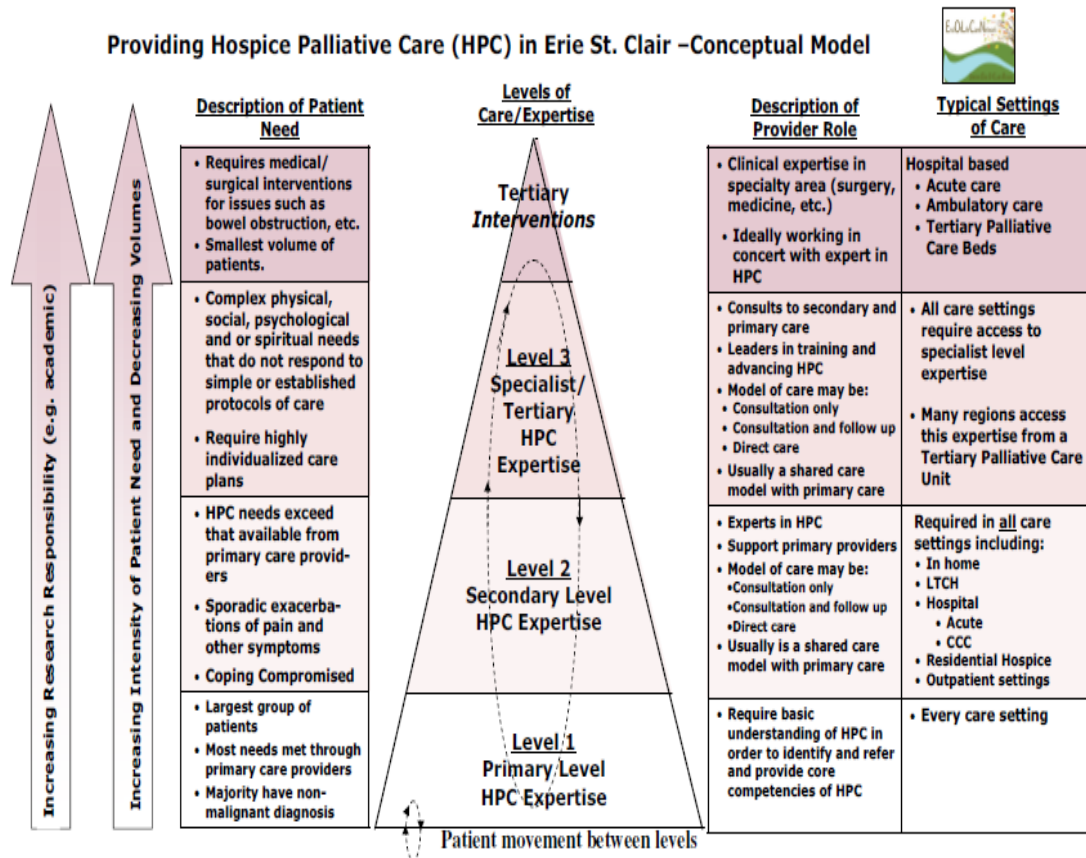 Providing Hospice Palliative Care (HPC) in Erie St. Clair –Conceptual Model
Increasing Research Responsibility (e.g. academic)
Increasing Intensity of Patient Need and Decreasing Volumes
Description of Patient
Need
• Requires medical/
surgical interventions
for issues such as
bowel obstruction, etc.
• Smallest volume of
patients.
• Complex physical,
social, psychological
and or spiritual needs
that do not respond to
simple or established
protocols of care
• Require highly
individualized care
plans
• HPC needs exceed
that available from
primary care provid-
ers
• Sporadic exacerba-
tions of pain and
other symptoms
• Coping Compromised
• Largest group of
patients
• Most needs met through
primary care providers
• Majority have non-
malignant diagnosis
Levels of
Care/Expertise
Tertiary
Interventions
Level 3
Specialist/
Tertiary
HPC
Expertise
Level 2
Secondary Level
HPC Expertise
Level 1
Primary Level
HPC Expertise
Patient movement between levels
Description of
Provider Role
• Clinical expertise in
specialty area (surgery,
medicine, etc.)
• Ideally working in
concert with expert in
HPC
• Consults to secondary and
primary care
• Leaders in training and
advancing HPC
• Model of care may be:
• Consultation only
• Consultation and follow up
• Direct care
• Usually a shared care
model with primary care
• Experts in HPC
• Support primary providers
• Model of care may be:
•Consultation only
•Consultation and follow up
•Direct care
• Usually is a shared care
model with primary care
• Require basic
understanding of HPC in
order to identify and refer
and provide core
competencies of HPC
Typical Settings
of Care
Hospital based
• Acute care
• Ambulatory care
• Tertiary Palliative
Care Beds
• All care settings
require access to
specialist level
expertise
• Many regions access
this expertise from a
Tertiary Palliative Care
Unit
Required in all care
settings including:
• In home
• LTCH
• Hospital
• Acute
• CCC
• Residential Hospice
• Outpatient settings
• Every care setting